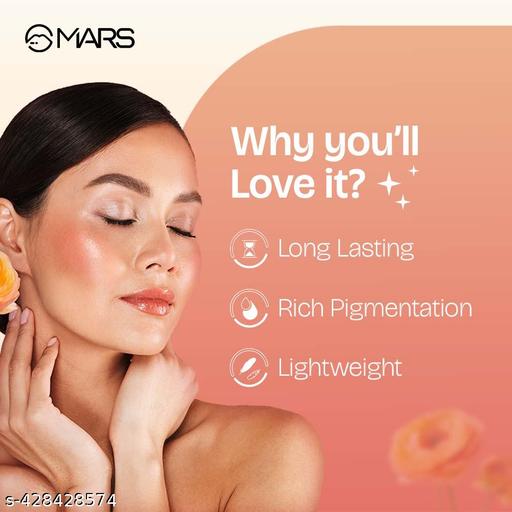 MARS
Why you'll
Love it?
Long Lasting
Rich Pigmentation
Lightweight
s-428428574